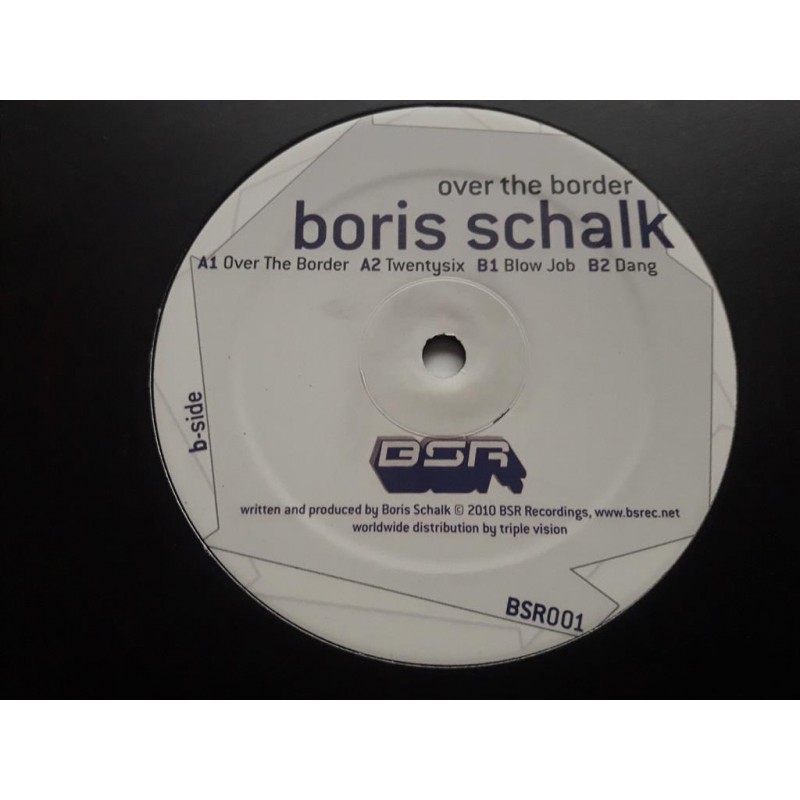 over the border
boris schalk
A1 Over The Border A2 Twentysix B1 Blow Job B2 Dang
b-side
BSR
written and produced by Boris Schalk © 2010 BSR Recordings, www.bsrec.net
worldwide distribution by triple vision
BSR001